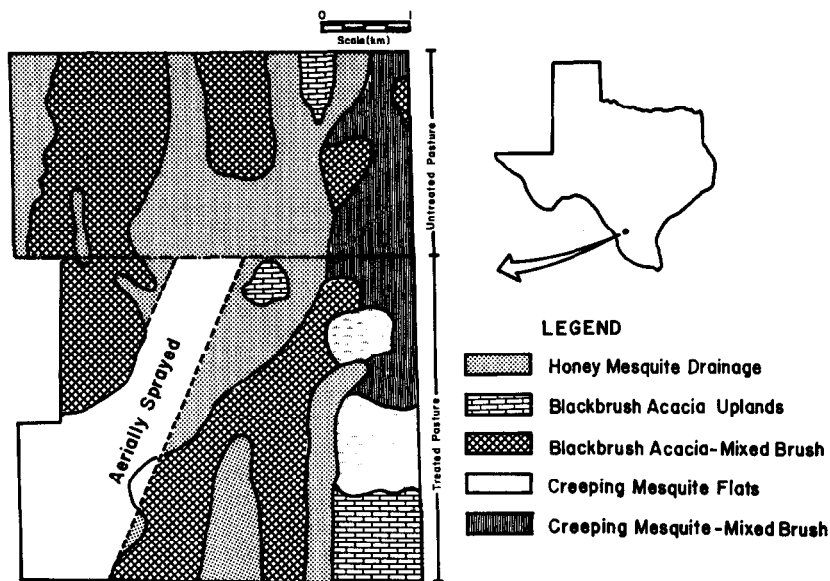 0 1
Scale(km)
Untreated Pasture
Treated Pasture
Aerially Sprayed
LEGEND
Honey Mesquite Drainage
Blackbrush Acacia Uplands
Blackbrush Acacia-Mixed Brush
Creeping Mesquite Flats
Creeping Mesquite-Mixed Brush